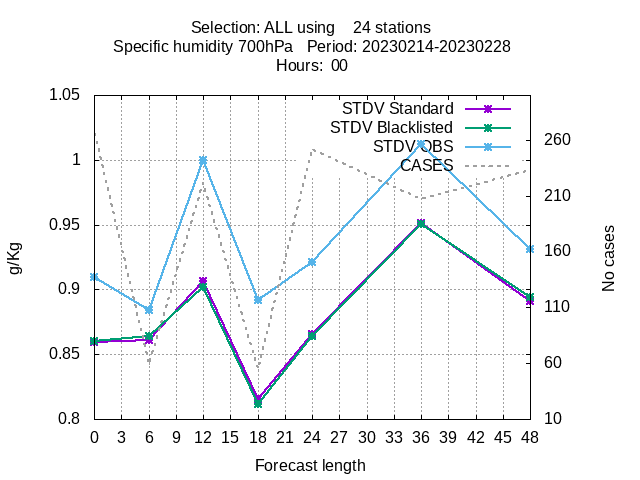 Selection: ALL using    24 stations
Specific humidity 700hPa   Period: 20230214-20230228
Hours:  00
STDV Standard
STDV Blacklisted
STDV OBS
CASES
1.05
1
0.95
0.9
0.85
0.8
g/Kg
260
210
160
110
60
10
No cases
0 3 6 9 12 15 18 21 24 27 30 33 36 39 42 45 48
Forecast length